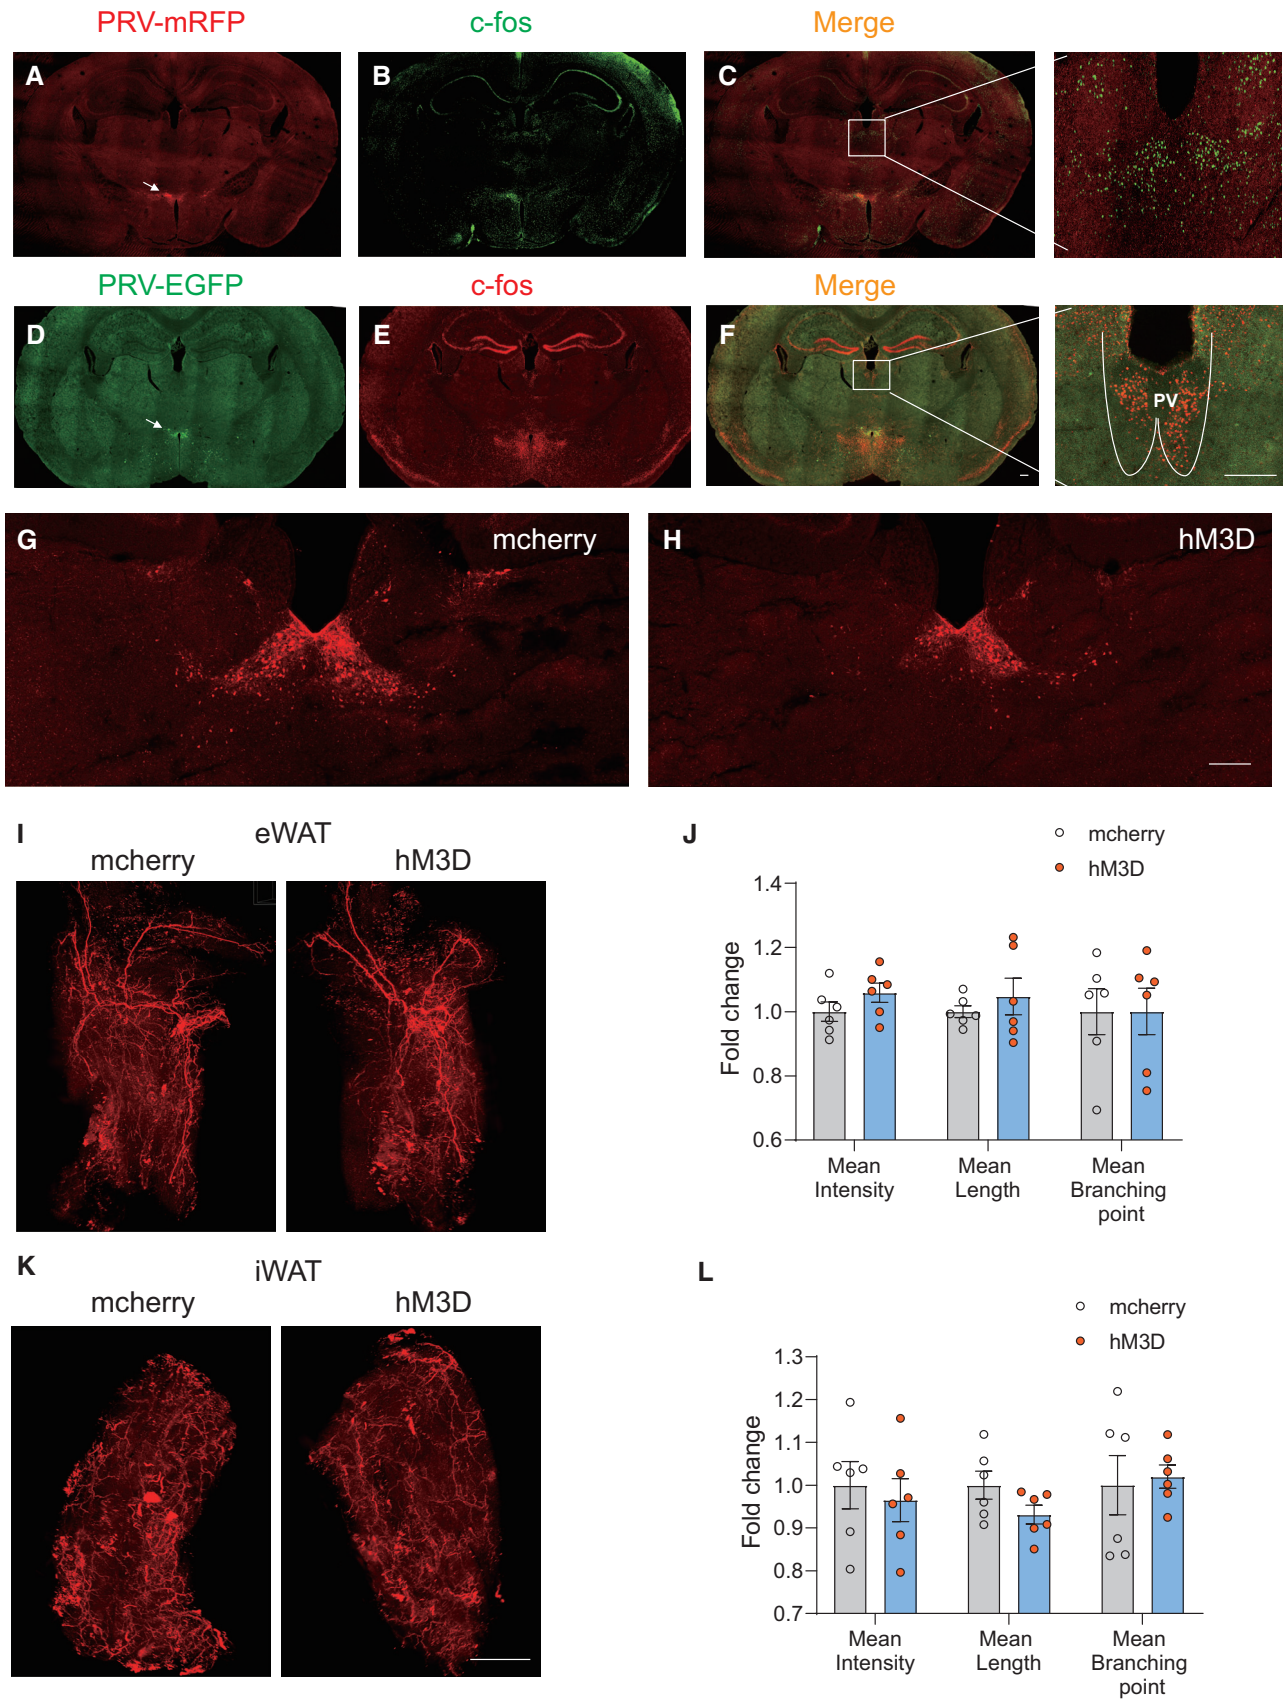 PRV-mRFP
c-fos
Merge
A
B
C
PRV-EGFP
c-fos
Merge
D
E
F
PV
G
mcherry
H
hM3D
I
eWAT
mcherry
hM3D
J
mcherry
hM3D
Fold change
1.4
1.2
1.0
0.8
0.6
Mean
Intensity
Mean
Length
Mean
Branching
point
K
iWAT
mcherry
hM3D
L
mcherry
hM3D
Fold change
1.3
1.2
1.1
1.0
0.9
0.8
0.7
Mean
Intensity
Mean
Length
Mean
Branching
point